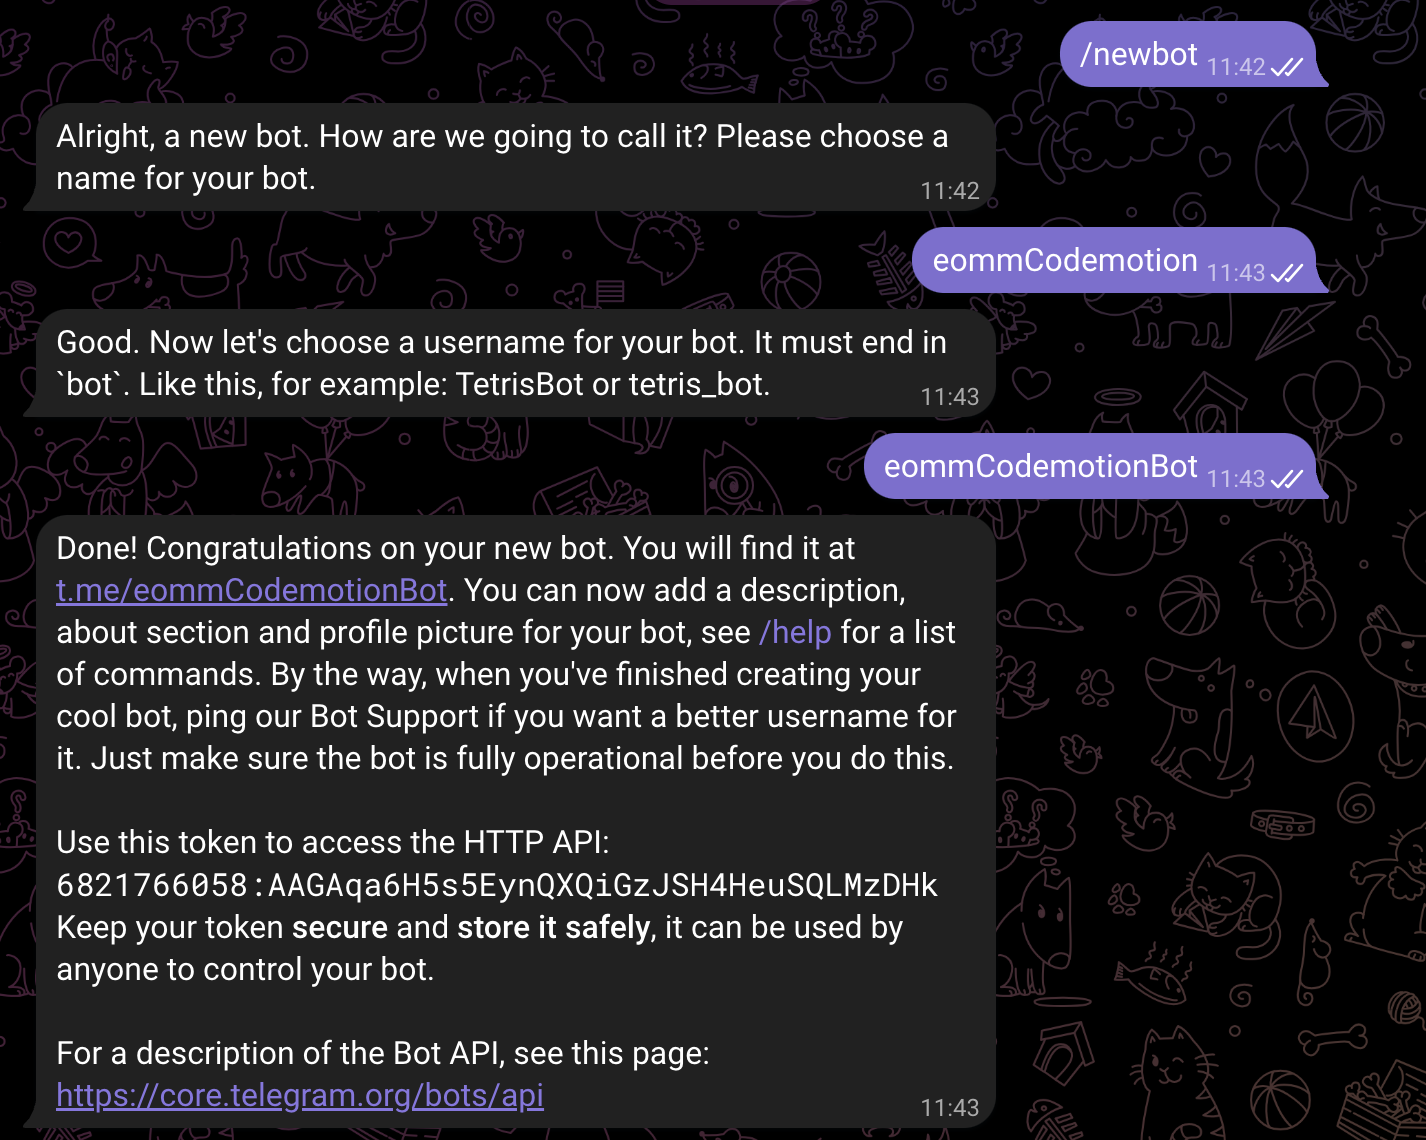 /newbot 11:42
Alright, a new bot. How are we going to call it? Please choose a
name for your bot.
11:42
eommCodemotion 11:43
Good. Now let's choose a username for your bot. It must end in
`bot`. Like this, for example: TetrisBot or tetris_bot.
11:43
eommCodemotionBot 11:43
Done! Congratulations on your new bot. You will find it at
t.me/eommCodemotionBot. You can now add a description,
about section and profile picture for your bot, see /help for a list
of commands. By the way, when you've finished creating your
cool bot, ping our Bot Support if you want a better username for
it. Just make sure the bot is fully operational before you do this.
Use this token to access the HTTP API:
6821766058:AAGAqa6H5s5EynQXQiGzJSH4HeuSQLMzDHk
Keep your token secure and store it safely, it can be used by
anyone to control your bot.
For a description of the Bot API, see this page:
https://core.telegram.org/bots/api
11:43